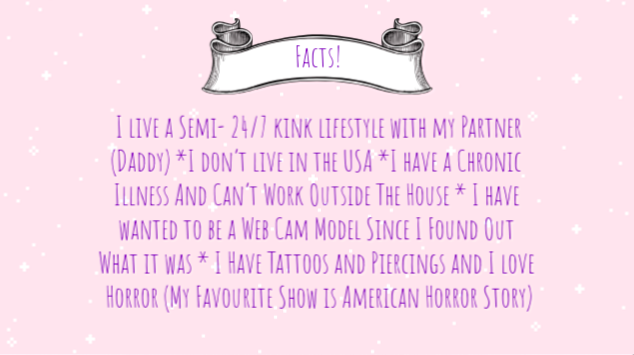 Facts!
I live a Semi- 24/7 kink lifestyle with my Partner
(Daddy) *I don't live in the USA *I have a Chronic
Illness And Can't Work Outside The House * I have
wanted to be a Web Cam Model Since I Found Out
What it was * I Have Tattoos and Piercings and I love
Horror (My Favourite Show is American Horror Story)